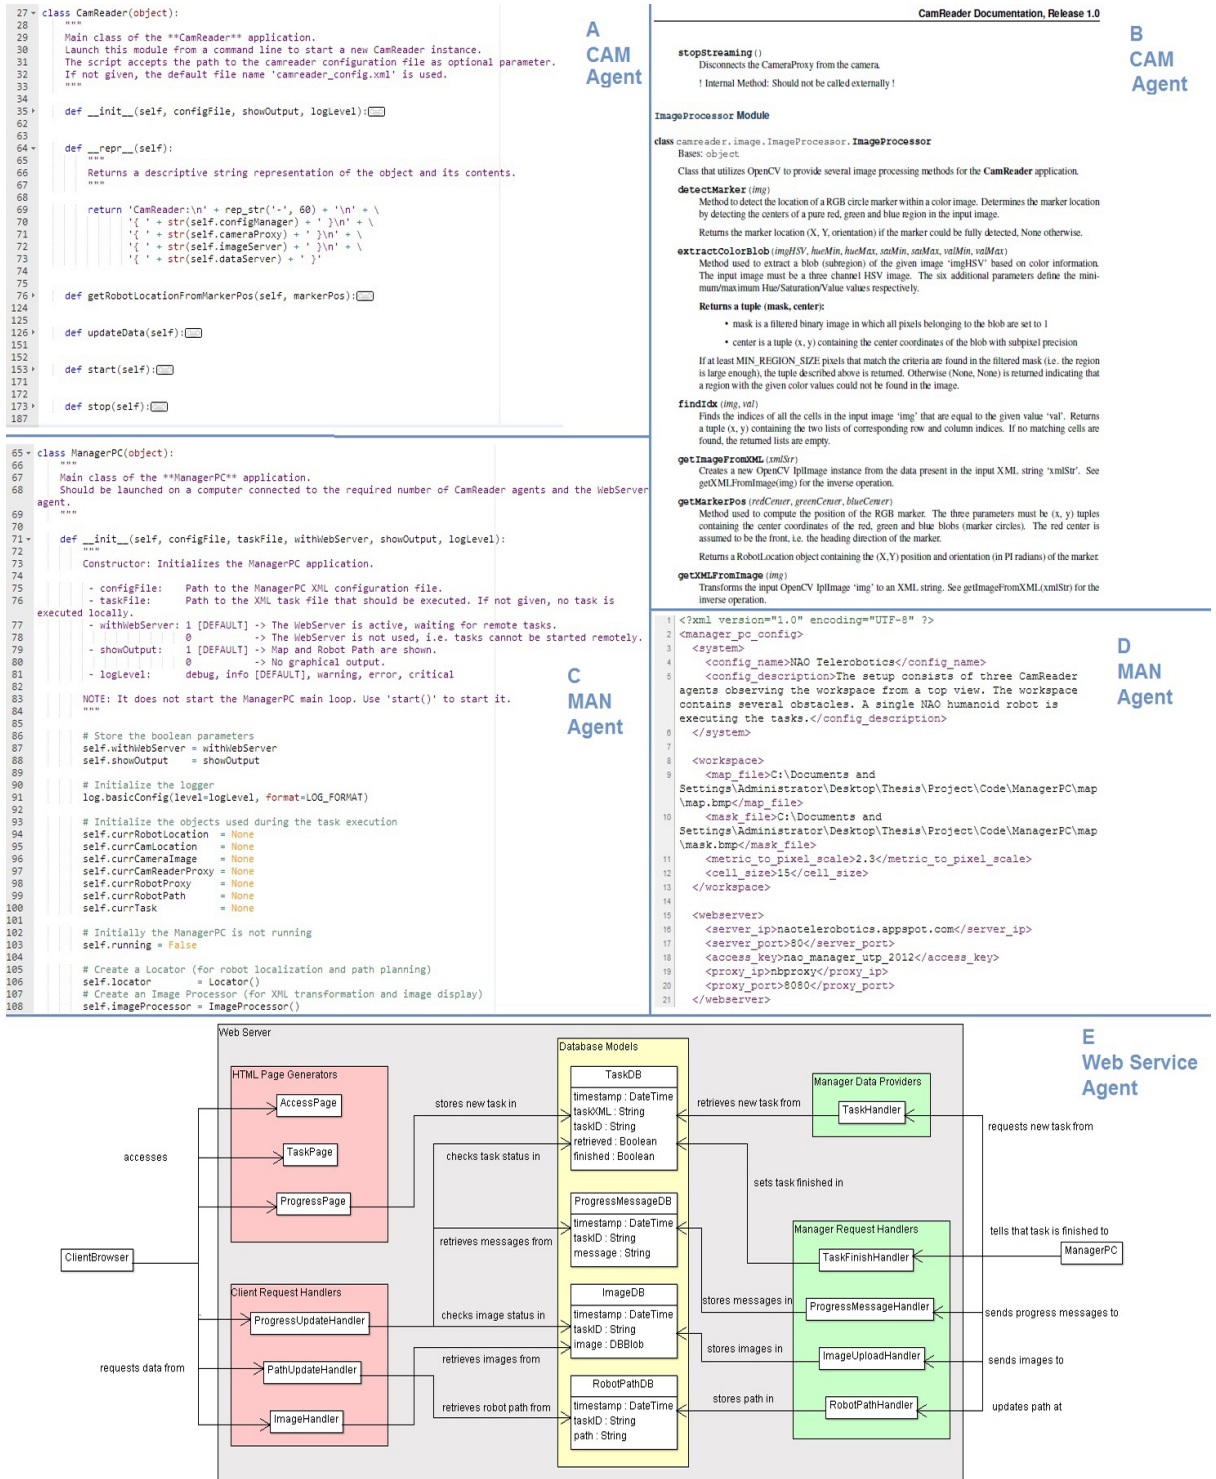 27 class CamReader(object):
28 """
29 Main class of the **CamReader** application.
30 Launch this module from a command line to start a new CamReader instance.
31 The script accepts the path to the camreader configuration file as optional parameter.
32 If not given, the default file name 'camreader_config.xml' is used.
33 """
34
35 def __init__(self, configFile, showOutput, logLevel):
62
63
64 def __repr__(self):
65 """
66 Returns a descriptive string representation of the object and its contents.
67 """
68
69 return 'CamReader:\n' + rep_str('-', 60) + '\n' + \
70 '{ ' + str(self.configManager) + ' }\n' + \
71 '{ ' + str(self.cameraProxy) + ' }\n' + \
72 '{ ' + str(self.imageServer) + ' }\n' + \
73 '{ ' + str(self.dataServer) + ' }'
74
75
76 def getRobotLocationFromMarkerPos(self, markerPos):
124
125
126 def updateData(self):
151
152
153 def start(self):
171
172
173 def stop(self):
187
A
CAM
Agent
CamReader Documentation, Release 1.0
stopStreaming()
Disconnects the CameraProxy from the camera.
! Internal Method: Should not be called externally !
ImageProcessor Module
class camreader.image.ImageProcessor.ImageProcessor
Bases: object
Class that utilizes OpenCV to provide several image processing methods for the CamReader application.
detectMarker(img)
Method to detect the location of a RGB circle marker within a color image. Determines the marker location
by detecting the centers of a pure red, green and blue region in the input image.
Returns the marker location (X, Y, orientation) if the marker could be fully detected, None otherwise.
extractColorBlob(imgHSV, hueMin, hueMax, satMin, satMax, valMin, valMax)
Method used to extract a blob (subregion) of the given image 'imgHSV' based on color information.
The input image must be a three channel HSV image. The six additional parameters define the mini-
mum/maximum Hue/Saturation/Value values respectively.
Returns a tuple (mask, center):
• mask is a filtered binary image in which all pixels belonging to the blob are set to 1
• center is a tuple (x, y) containing the center coordinates of the blob with subpixel precision
If at least MIN_REGION_SIZE pixels that match the criteria are found in the filtered mask (i.e. the region
is large enough), the tuple described above is returned. Otherwise (None, None) is returned indicating that
a region with the given color values could not be found in the image.
findIdx(img, val)
Finds the indices of all the cells in the input image 'img' that are equal to the given value 'val'. Returns
a tuple (x, y) containing the two lists of corresponding row and column indices. If no matching cells are
found, the returned lists are empty.
getImageFromXML(xmlStr)
Creates a new OpenCV IplImage instance from the data present in the input XML string 'xmlStr'. See
getXMLFromImage(img) for the inverse operation.
getMarkerPos(redCenter, greenCenter, blueCenter)
Method used to compute the position of the RGB marker. The three parameters must be (x, y) tuples
containing the center coordinates of the red, green and blue blobs (marker circles). The red center is
assumed to be the front, i.e. the heading direction of the marker.
Returns a RobotLocation object containing the (X,Y) position and orientation (in PI radians) of the marker.
getXMLFromImage(img)
Transforms the input OpenCV IplImage 'img' to an XML string. See getImageFromXML(xmlStr) for the
inverse operation.
B
CAM
Agent
65 class ManagerPC(object):
66 """
67 Main class of the **ManagerPC** application.
68 Should be launched on a computer connected to the required number of CamReader agents and the WebServer
agent.
69 """
70
71 def __init__(self, configFile, taskFile, withWebServer, showOutput, logLevel):
72 """
73 Constructor: Initializes the ManagerPC application.
74
75 - configFile: Path to the ManagerPC XML configuration file.
76 - taskFile: Path to the XML task file that should be executed. If not given, no task is
executed locally.
77 - withWebServer: 1 [DEFAULT] -> The WebServer is active, waiting for remote tasks.
78 0 -> The WebServer is not used, i.e. tasks cannot be started remotely.
79 - showOutput: 1 [DEFAULT] -> Map and Robot Path are shown.
80 0 -> No graphical output.
81 - logLevel: debug, info [DEFAULT], warning, error, critical
82
83 NOTE: It does not start the ManagerPC main loop. Use 'start()' to start it.
84 """
85
86 # Store the boolean parameters
87 self.withWebServer = withWebServer
88 self.showOutput = showOutput
89
90 # Initialize the logger
91 log.basicConfig(level=logLevel, format=LOG_FORMAT)
92
93 # Initialize the objects used during the task execution
94 self.currRobotLocation = None
95 self.currCamLocation = None
96 self.currCameraImage = None
97 self.currCamReaderProxy = None
98 self.currRobotProxy = None
99 self.currRobotPath = None
100 self.currTask = None
101
102 # Initially the ManagerPC is not running
103 self.running = False
104
105 # Create a Locator (for robot localization and path planning)
106 self.locator = Locator()
107 # Create an Image Processor (for XML transformation and image display)
108 self.imageProcessor = ImageProcessor()
C
MAN
Agent
1 <?xml version="1.0" encoding="UTF-8" ?>
2 <manager_pc_config>
3 <system>
4 <config_name>NAO Telerobotics</config_name>
5 <config_description>The setup consists of three CamReader
agents observing the workspace from a top view. The workspace
contains several obstacles. A single NAO humanoid robot is
executing the tasks.</config_description>
6 </system>
7
8 <workspace>
9 <map_file>C:\Documents and
Settings\Administrator\Desktop\Thesis\Project\Code\ManagerPC\map
\map.bmp</map_file>
10 <mask_file>C:\Documents and
Settings\Administrator\Desktop\Thesis\Project\Code\ManagerPC\map
\mask.bmp</mask_file>
11 <metric_to_pixel_scale>2.3</metric_to_pixel_scale>
12 <cell_size>15</cell_size>
13 </workspace>
14
15 <webserver>
16 <server_ip>naotelerobotics.appspot.com</server_ip>
17 <server_port>80</server_port>
18 <access_key>nao_manager_utp_2012</access_key>
19 <proxy_ip>nbproxy</proxy_ip>
20 <proxy_port>8080</proxy_port>
21 </webserver>
D
MAN
Agent
Web Server
E
Web Service
Agent
HTML Page Generators
AccessPage
TaskPage
ProgressPage
accesses
ClientBrowser
Client Request Handlers
ProgressUpdateHandler
PathUpdateHandler
ImageHandler
requests data from
stores new task in
checks task status in
retrieves messages from
checks image status in
retrieves images from
retrieves robot path from
Database Models
TaskDB
timestamp : DateTime
taskXML : String
taskID : String
retrieved : Boolean
finished : Boolean
ProgressMessageDB
timestamp : DateTime
taskID : String
message : String
ImageDB
timestamp : DateTime
taskID : String
image : DBBlob
RobotPathDB
timestamp : DateTime
taskID : String
path : String
retrieves new task from
sets task finished in
stores messages in
stores images in
stores path in
Manager Data Providers
TaskHandler
Manager Request Handlers
TaskFinishHandler
ProgressMessageHandler
ImageUploadHandler
RobotPathHandler
requests new task from
tells that task is finished to
ManagerPC
sends progress messages to
sends images to
updates path at